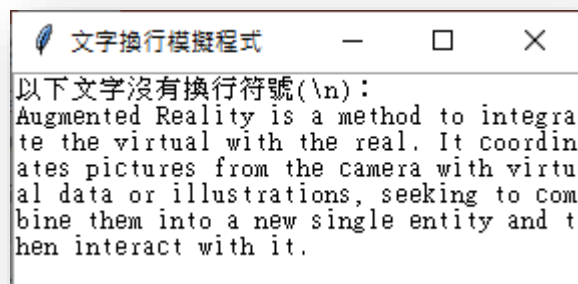 文字換行模擬程式
以下文字沒有換行符號(\n)：
Augmented Reality is a method to integra
te the virtual with the real. It coordin
ates pictures from the camera with virtu
al data or illustrations, seeking to com
bine them into a new single entity and t
hen interact with it.